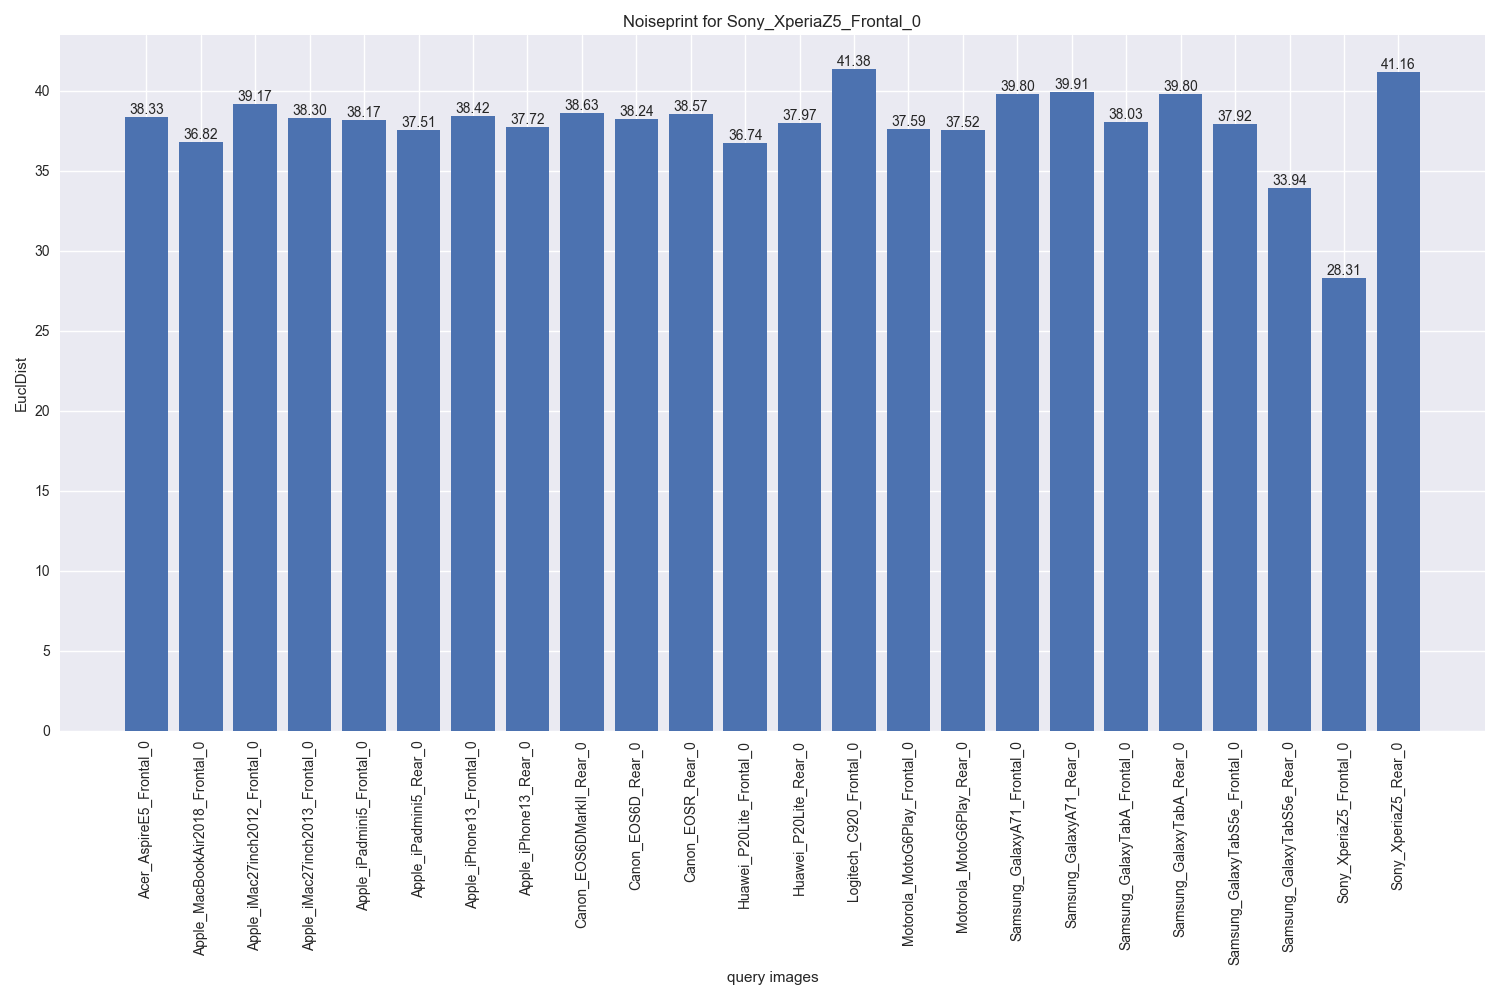 Noiseprint for Sony_XperiaZ5_Frontal_0
EuclDist
40
35
30
25
20
15
10
5
0
38.33
36.82
39.17
38.30
38.17
37.51
38.42
37.72
38.63
38.24
38.57
36.74
37.97
41.38
37.59
37.52
39.80
39.91
38.03
39.80
37.92
33.94
28.31
41.16
Acer_AspireE5_Frontal_0
Apple_MacBookAir2018_Frontal_0
Apple_iMac27inch2012_Frontal_0
Apple_iMac27inch2013_Frontal_0
Apple_iPadmini5_Frontal_0
Apple_iPadmini5_Rear_0
Apple_iPhone13_Frontal_0
Apple_iPhone13_Rear_0
Canon_EOS6DMarkII_Rear_0
Canon_EOS6D_Rear_0
Canon_EOSR_Rear_0
Huawei_P20Lite_Frontal_0
Huawei_P20Lite_Rear_0
Logitech_C920_Frontal_0
Motorola_MotoG6Play_Frontal_0
Motorola_MotoG6Play_Rear_0
Samsung_GalaxyA71_Frontal_0
Samsung_GalaxyA71_Rear_0
Samsung_GalaxyTabA_Frontal_0
Samsung_GalaxyTabA_Rear_0
Samsung_GalaxyTabS5e_Frontal_0
Samsung_GalaxyTabS5e_Rear_0
Sony_XperiaZ5_Frontal_0
Sony_XperiaZ5_Rear_0
query images